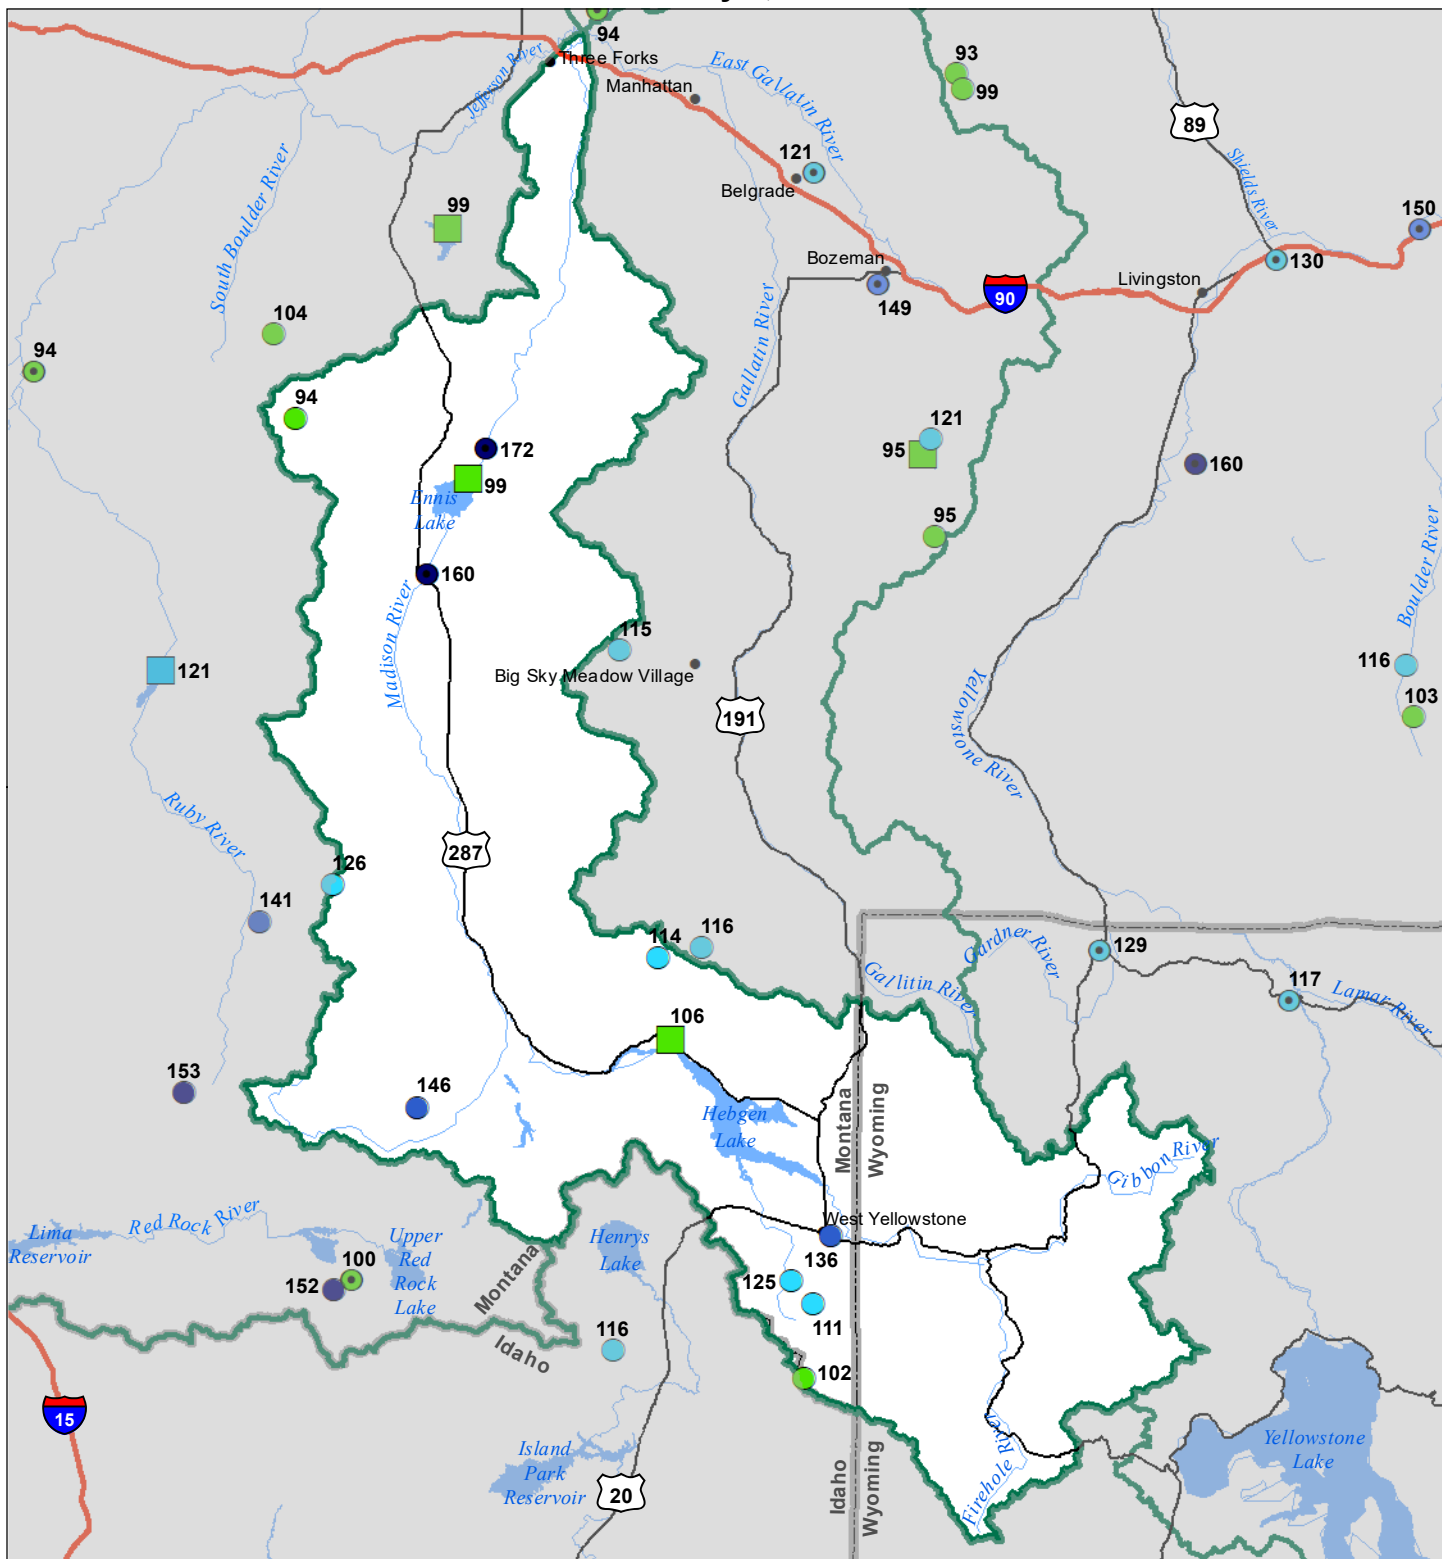 94
Three Forks
Jefferson River
Manhattan
East Gallatin River
93
99
89
Shields River
121
Belgrade
South Boulder River
99
150
130
Bozeman
149
90
Livingston
104
94
94
Gallatin River
172
99
Ennis
Lake
121
95
160
95
Boulder River
160
Madison River
115
Big Sky Meadow Village
121
191
116
103
Yellowstone River
Ruby River
287
126
141
114
116
Gardner River
129
Gallitin River
117
Lamar River
106
153
146
Hebgen
Lake
Montana
Wyoming
Gibbon River
West Yellowstone
Red Rock River
Lima
Reservoir
Upper
Red
Rock
Lake
Henrys
Lake
136
125
111
100
152
Montana
Idaho
116
102
15
Island
Park
Reservoir
20
Idaho
Wyoming
Firehole River
Yellowstone
Lake